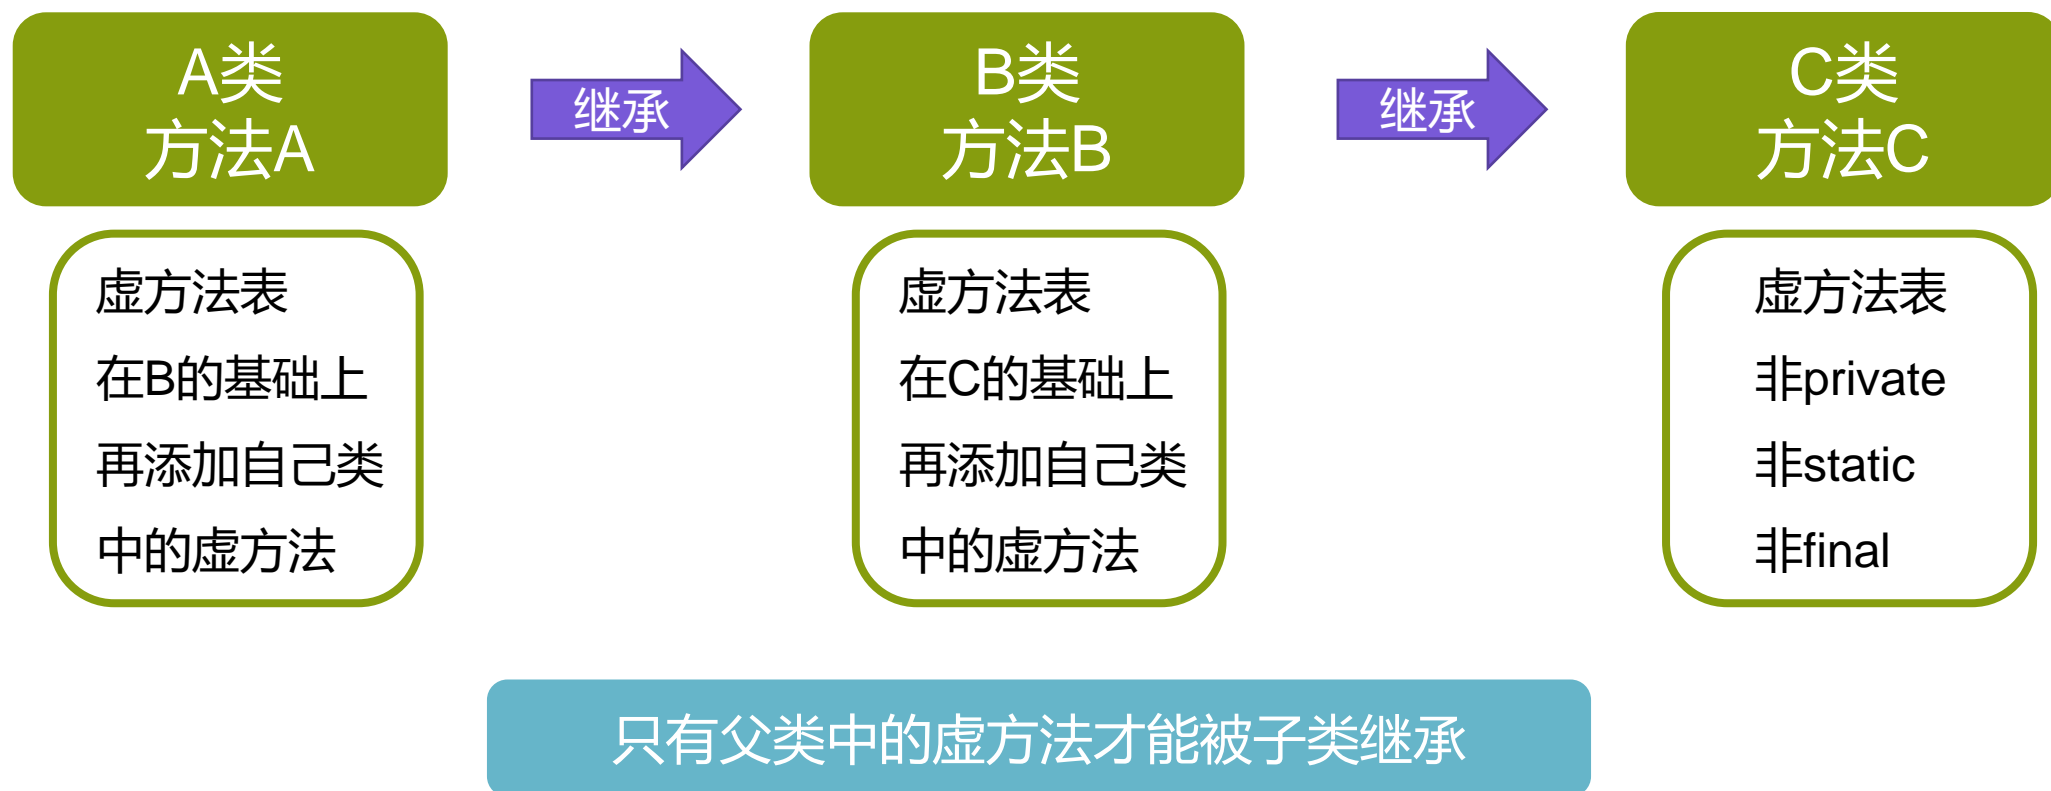 A类
方法A
继承
B类
方法B
继承
C类
方法C
虚方法表
在B的基础上
再添加自己类
中的虚方法
虚方法表
在C的基础上
再添加自己类
中的虚方法
虚方法表
非private
非static
非final
只有父类中的虚方法才能被子类继承